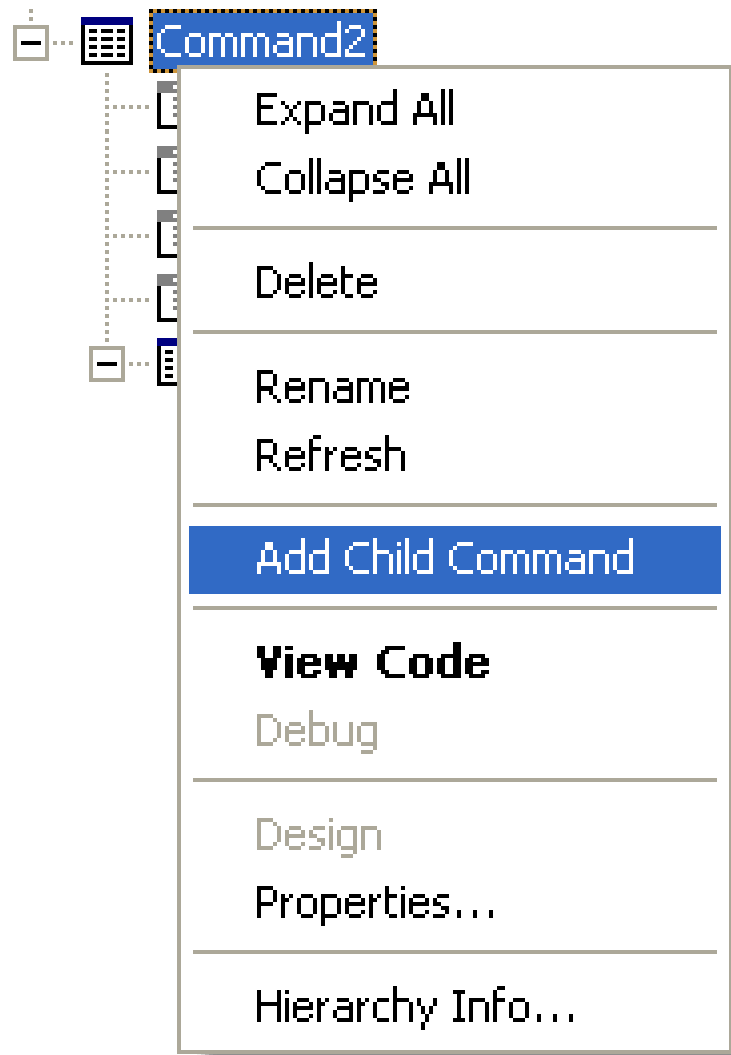 Command2
Expand All
Collapse All
Delete
Rename
Refresh
Add Child Command
View Code
Debug
Design
Properties...
Hierarchy Info...